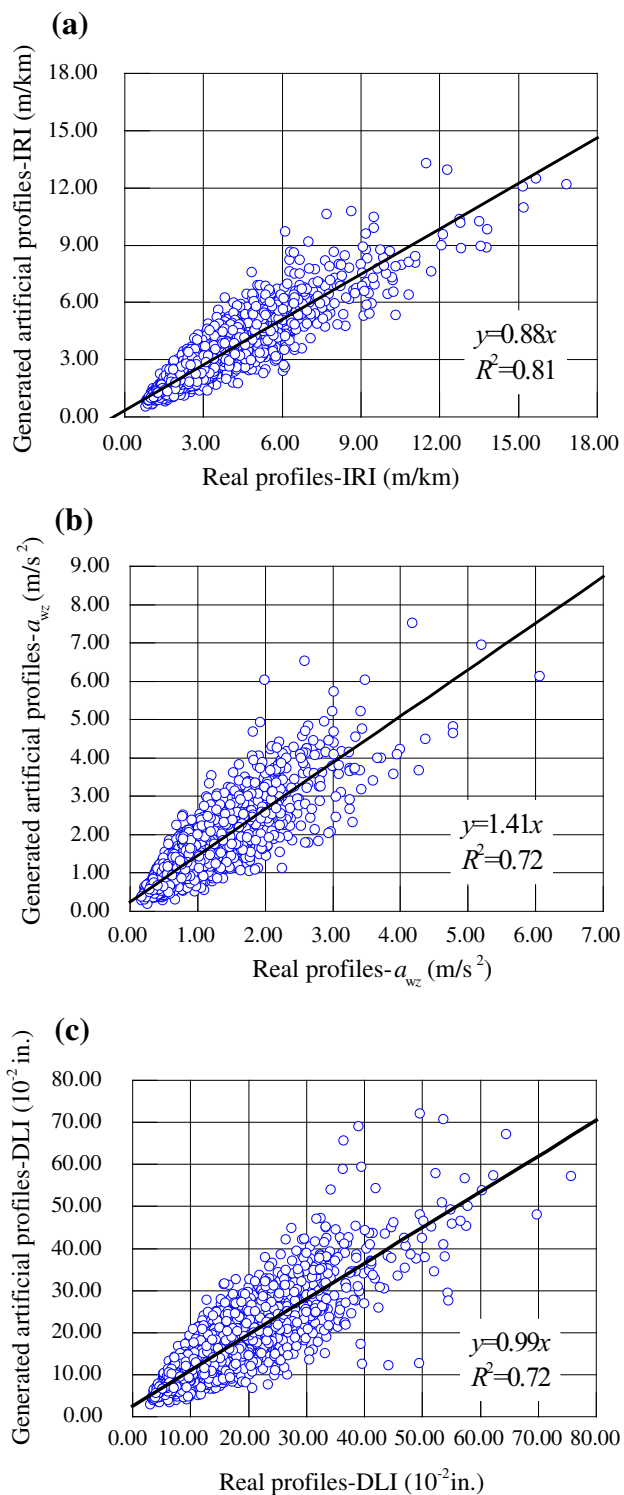 (a)
Generated artificial profiles-IRI (m/km)
18.00
15.00
12.00
9.00
6.00
3.00
0.00
y=0.88x
R²=0.81
0.00 3.00 6.00 9.00 12.00 15.00 18.00
Real profiles-IRI (m/km)
(b)
Generated artificial profiles-a_wz (m/s²)
9.00
8.00
7.00
6.00
5.00
4.00
3.00
2.00
1.00
0.00
y=1.41x
R²=0.72
0.00 1.00 2.00 3.00 4.00 5.00 6.00 7.00
Real profiles-a_wz (m/s²)
(c)
Generated artificial profiles-DLI (10⁻² in.)
80.00
70.00
60.00
50.00
40.00
30.00
20.00
10.00
0.00
y=0.99x
R²=0.72
0.00 10.00 20.00 30.00 40.00 50.00 60.00 70.00 80.00
Real profiles-DLI (10⁻²in.)